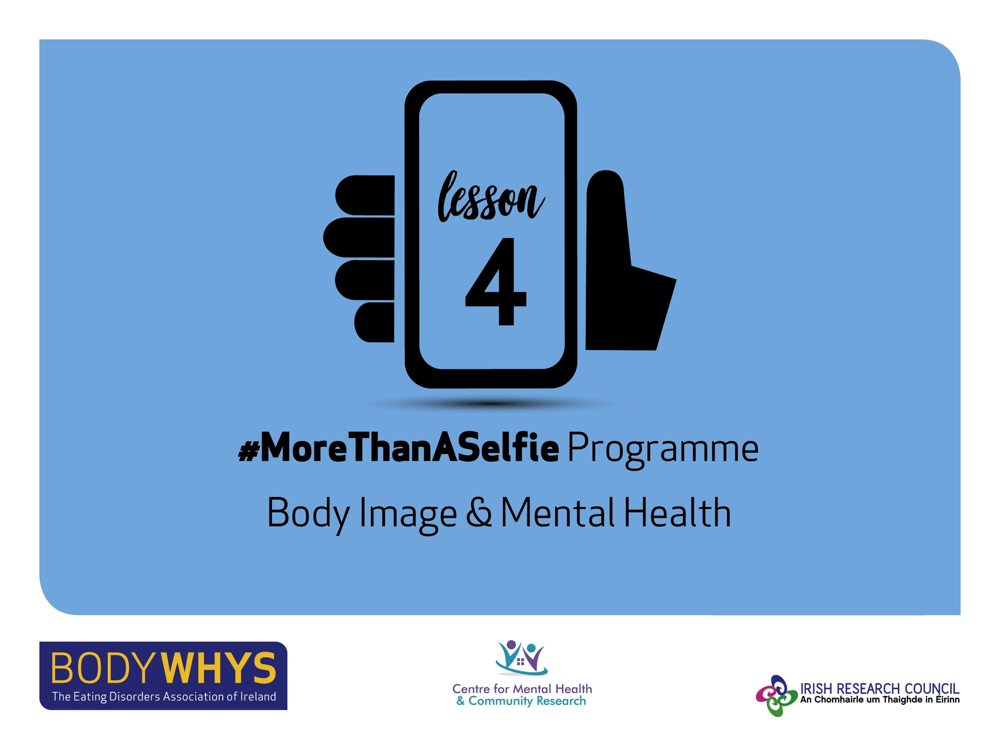 lesson
4
#MoreThanASelfie Programme
Body Image & Mental Health
BODYWHYS
The Eating Disorders Association of Ireland
Centre for Mental Health
& Community Research
IRISH RESEARCH COUNCIL
An Chomhairle um Thaighde in Éirinn